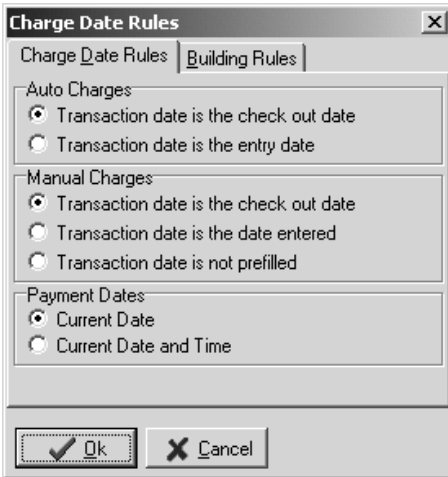 Charge Date Rules
Charge Date Rules Building Rules
Auto Charges
Transaction date is the check out date
Transaction date is the entry date
Manual Charges
Transaction date is the check out date
Transaction date is the date entered
Transaction date is not prefilled
Payment Dates
Current Date
Current Date and Time
Ok Cancel